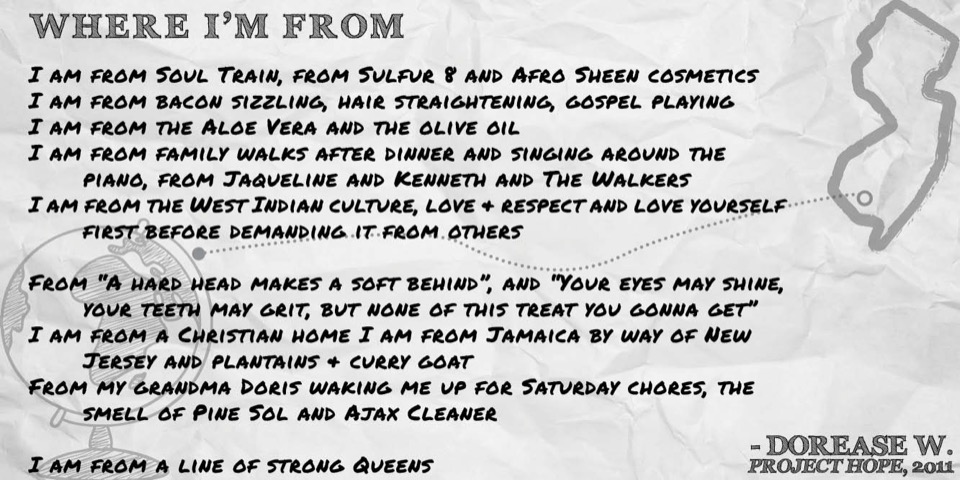 WHERE I'M FROM
I AM FROM SOUL TRAIN, FROM SULFUR 8 AND AFRO SHEEN COSMETICS
I AM FROM BACON SIZZLING, HAIR STRAIGHTENING, GOSPEL PLAYING
I AM FROM THE ALOE VERA AND THE OLIVE OIL
I AM FROM FAMILY WALKS AFTER DINNER AND SINGING AROUND THE
PIANO, FROM JAQUELINE AND KENNETH AND THE WALKERS
I AM FROM THE WEST INDIAN CULTURE, LOVE & RESPECT AND LOVE YOURSELF
FIRST BEFORE DEMANDING IT FROM OTHERS
FROM "A HARD HEAD MAKES A SOFT BEHIND", AND "YOUR EYES MAY SHINE,
YOUR TEETH MAY GRIT, BUT NONE OF THIS TREAT YOU GONNA GET"
I AM FROM A CHRISTIAN HOME I AM FROM JAMAICA BY WAY OF NEW
JERSEY AND PLANTAINS & CURRY GOAT
FROM MY GRANDMA DORIS WAKING ME UP FOR SATURDAY CHORES, THE
SMELL OF PINE SOL AND AJAX CLEANER
I AM FROM A LINE OF STRONG QUEENS
- DOREASE W.
PROJECT HOPE, 2011